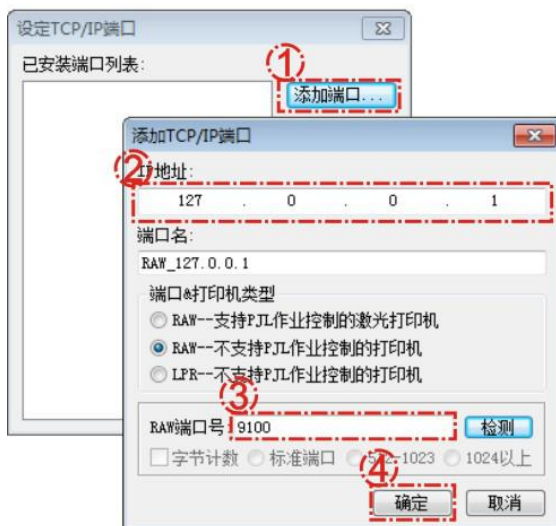 设定TCP/IP端口
已安装端口列表:
①
添加端口...
添加TCP/IP端口
②
IP地址:
127 . 0 . 0 . 1
端口名:
RAW_127.0.0.1
端口&打印机类型
RAW--支持PJL作业控制的激光打印机
RAW--不支持PJL作业控制的打印机
LPR--不支持PJL作业控制的打印机
③
RAW端口号: 9100 检测
字节计数 标准端口 512-1023 1024以上
④
确定 取消